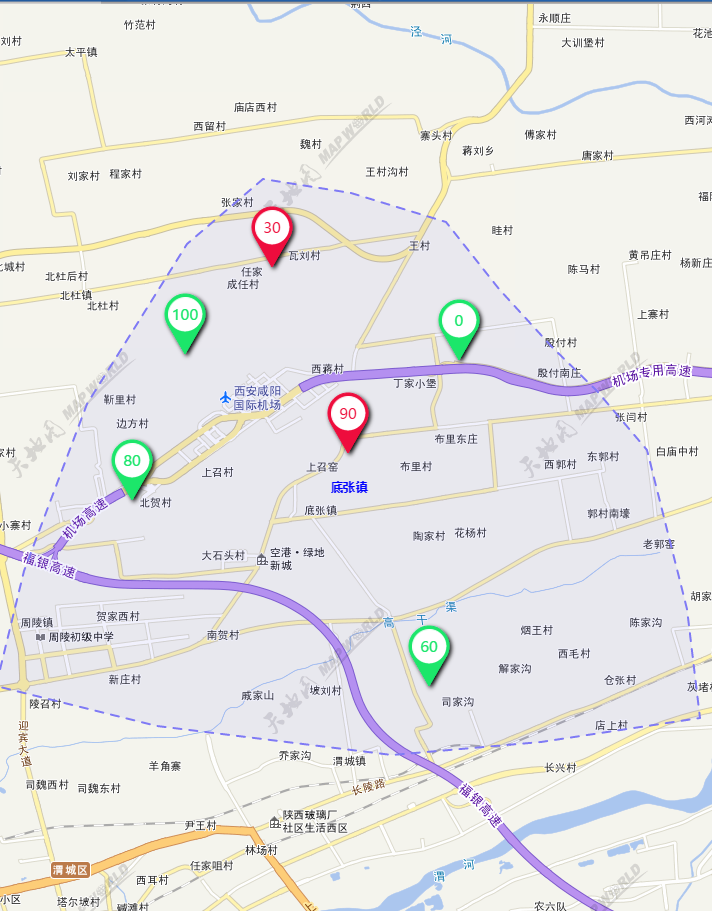 竹范村
永顺庄
刘村
太平镇
泾河
大训堡村
花池
庙店西村
西留村
魏村
寨头村
傅家村
西河滩
蒋刘乡
唐家村
刘家村
程家村
王村沟村
张家村
30
畦村
王村
瓦刘村
黄吊庄村
杨新庄
北城村
北杜后村
任家
成任村
陈马村
北杜镇
北杜村
100
0
上寨村
殷付村
西蒋村
殷付南庄
机场专用高速
丁家小堡
西安咸阳
国际机场
靳里村
90
张闫村
边方村
布里东庄
80
白庙中村
东郭村
西郭村
上召村
上召窑
布里村
底张镇
北贺村
底张镇
郭村南壕
机场高速
小寨村
陶家村
花杨村
老郭窑
大石头村
空港·绿地
新城
福银高速
胡家
高干渠
贺家西村
周陵镇
陈家沟
周陵初级中学
南贺村
烟王村
60
西毛村
解家沟
新庄村
仓张村
坡刘村
戚家山
司家沟
灰堵村
陵召村
店上村
迎宾大道
乔家沟
渭城镇
羊角寨
长兴村
司魏西村
司魏东村
长陵路
福银高速
陕西玻璃厂
社区生活西区
尹王村
林场村
渭河
任家咀村
渭城区
西耳村
小区
塔尔坡村
碱滩村
农六队
天地图
MAPWORLD